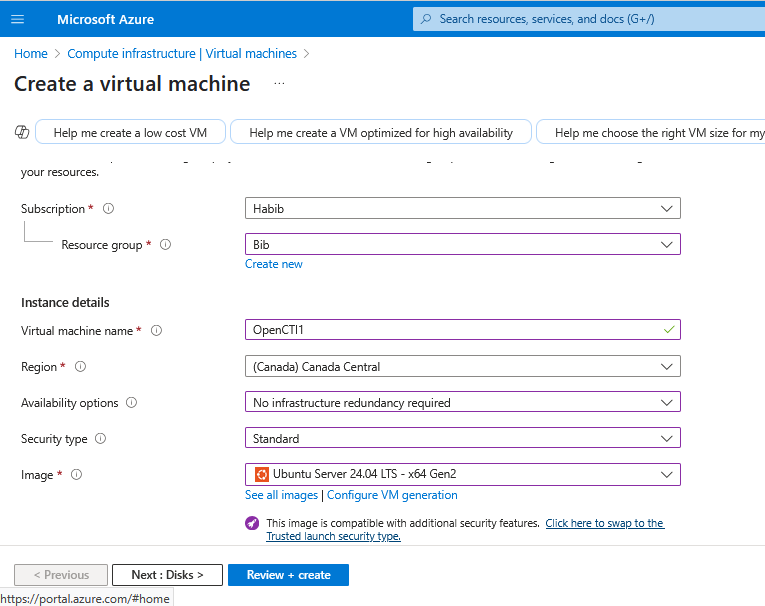 Microsoft Azure
Search resources, services, and docs (G+/)
Home > Compute infrastructure | Virtual machines >
Create a virtual machine ...
Help me create a low cost VM
Help me create a VM optimized for high availability
Help me choose the right VM size for my
your resources.
Subscription *
Habib
Resource group *
Bib
Create new
Instance details
Virtual machine name *
OpenCTI1
Region *
(Canada) Canada Central
Availability options
No infrastructure redundancy required
Security type
Standard
Image *
Ubuntu Server 24.04 LTS - x64 Gen2
See all images | Configure VM generation
This image is compatible with additional security features. Click here to swap to the
Trusted launch security type.
< Previous
Next : Disks >
Review + create
https://portal.azure.com/#home